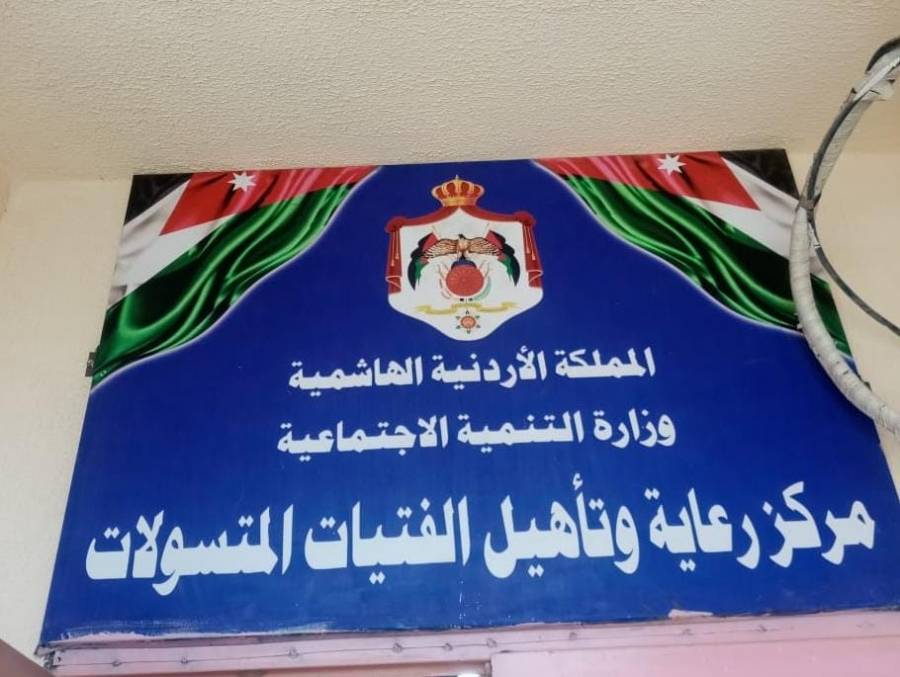 المملكة الأردنية الهاشمية
وزارة التنمية الاجتماعية
مركز رعاية وتأهيل الفتيات المتسولات